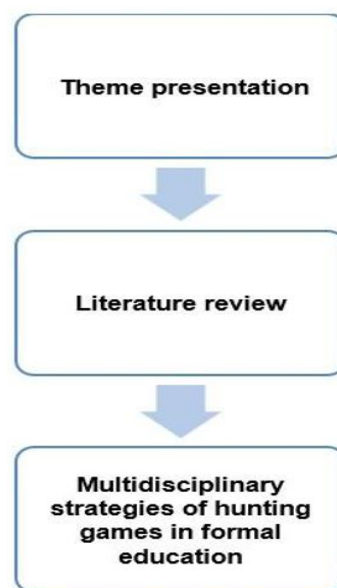 Theme presentation
Literature review
Multidisciplinary
strategies of hunting
games in formal
education